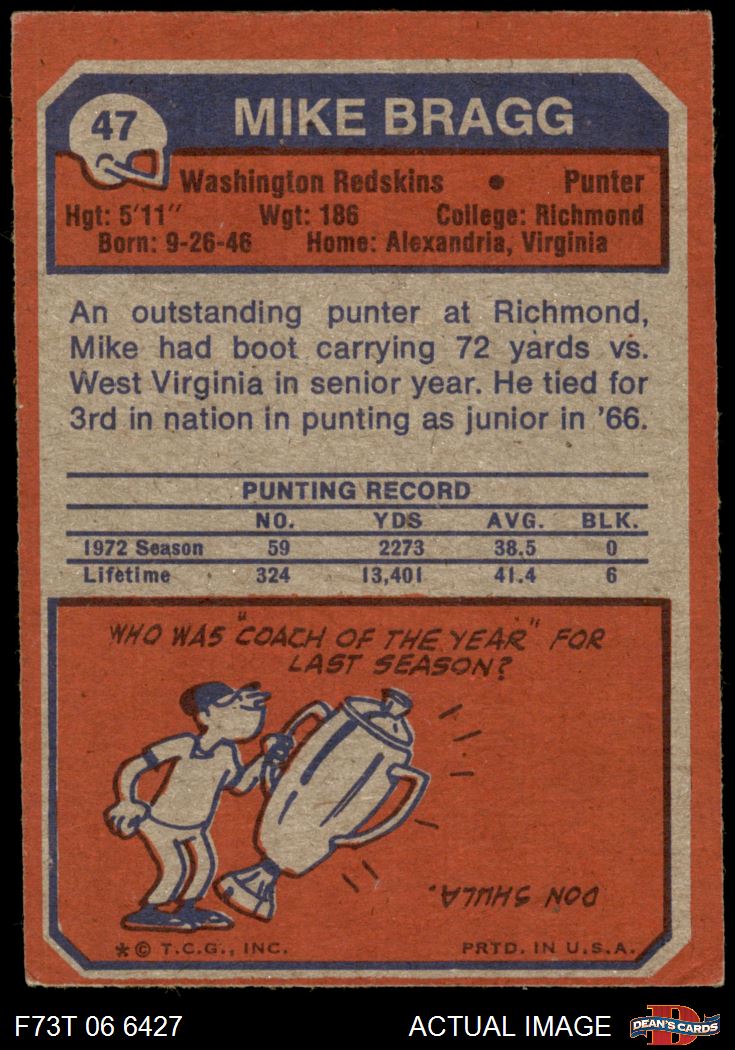 47
MIKE BRAGG
Washington Redskins • Punter
Hgt: 5'11" Wgt: 186 College: Richmond
Born: 9-26-46 Home: Alexandria, Virginia
An outstanding punter at Richmond,
Mike had boot carrying 72 yards vs.
West Virginia in senior year. He tied for
3rd in nation in punting as junior in '66.
PUNTING RECORD
NO. YDS AVG. BLK.
1972 Season 59 2273 38.5 0
Lifetime 324 13,401 41.4 6
WHO WAS "COACH OF THE YEAR" FOR
LAST SEASON?
DON SHULA.
*© T.C.G., INC. PRTD. IN U.S.A.
F73T 06 6427 ACTUAL IMAGE D DEAN'S CARDS